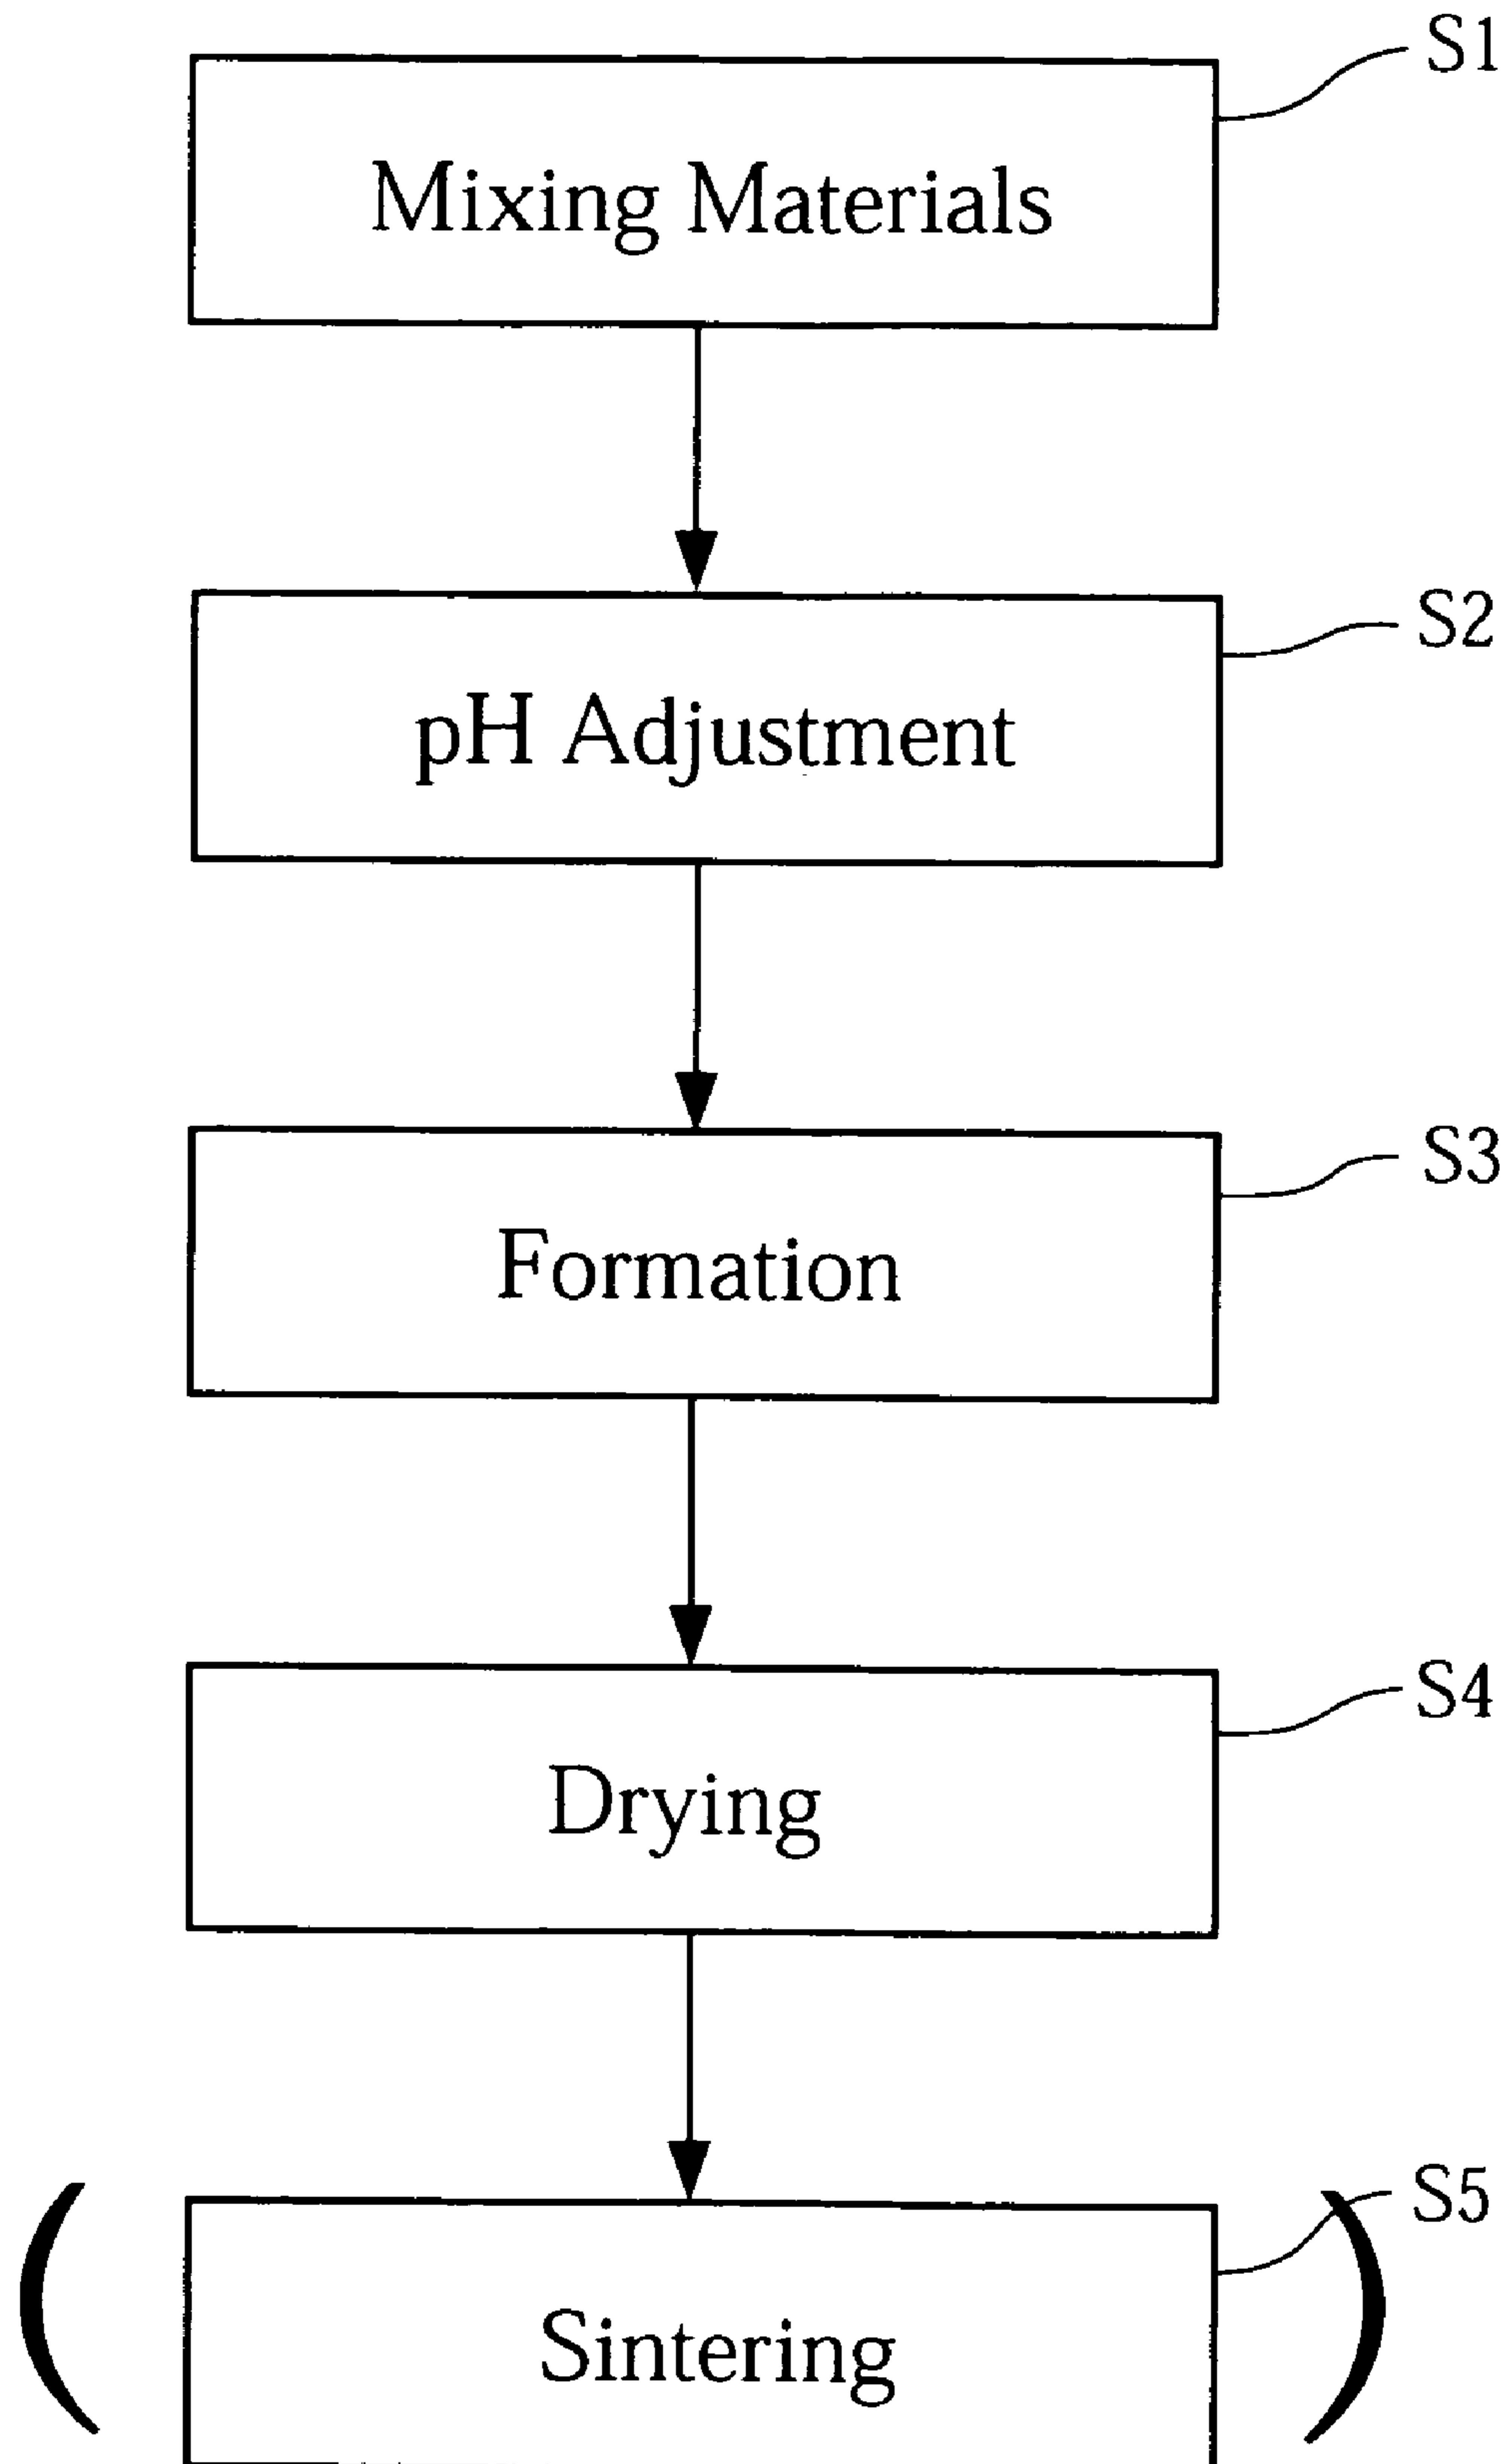 S1
Mixing Materials
S2
pH Adjustment
S3
Formation
S4
Drying
S5
( Sintering )